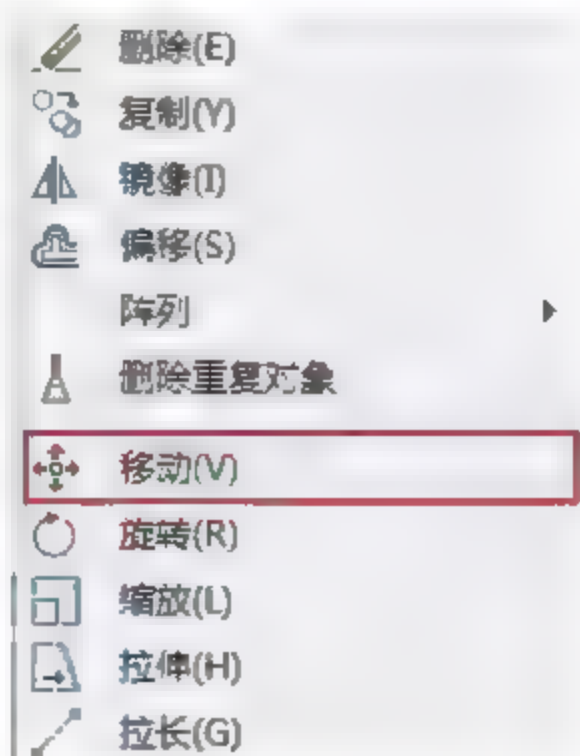 删除(E)
复制(Y)
镜像(I)
偏移(S)
阵列
删除重复对象
移动(V)
旋转(R)
缩放(L)
拉伸(H)
拉长(G)